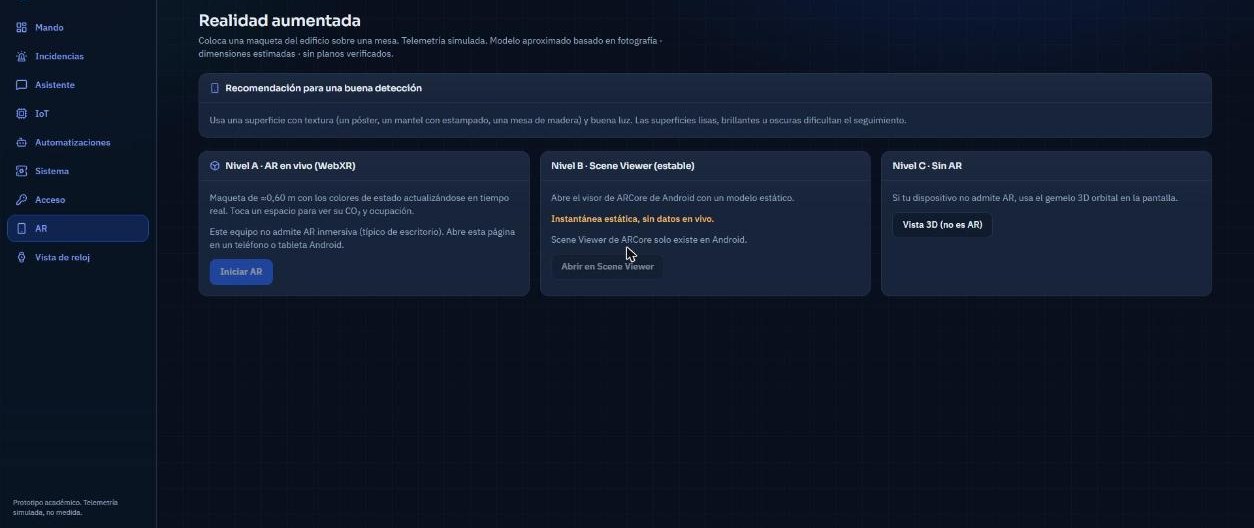 Mando
Incidencias
Asistente
IoT
Automatizaciones
Sistema
Acceso
AR
Vista de reloj
Prototipo académico. Telemetría
simulada, no medida.
Realidad aumentada
Coloca una maqueta del edificio sobre una mesa. Telemetría simulada. Modelo aproximado basado en fotografía ·
dimensiones estimadas · sin planos verificados.
Recomendación para una buena detección
Usa una superficie con textura (un póster, un mantel con estampado, una mesa de madera) y buena luz. Las superficies lisas, brillantes u oscuras dificultan el seguimiento.
Nivel A · AR en vivo (WebXR)
Maqueta de ≈0,60 m con los colores de estado actualizándose en tiempo
real. Toca un espacio para ver su CO₂ y ocupación.
Este equipo no admite AR inmersiva (típico de escritorio). Abre esta página
en un teléfono o tableta Android.
Iniciar AR
Nivel B · Scene Viewer (estable)
Abre el visor de ARCore de Android con un modelo estático.
Instantánea estática, sin datos en vivo.
Scene Viewer de ARCore solo existe en Android.
Abrir en Scene Viewer
Nivel C · Sin AR
Si tu dispositivo no admite AR, usa el gemelo 3D orbital en la pantalla.
Vista 3D (no es AR)